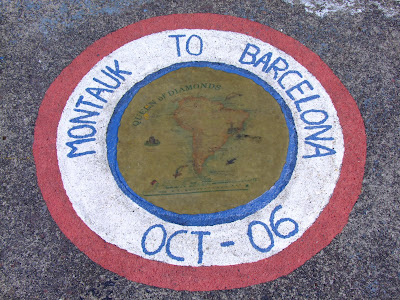 MONTAUK TO BARCELONA
QUEEN OF DIAMONDS
OCT - 06